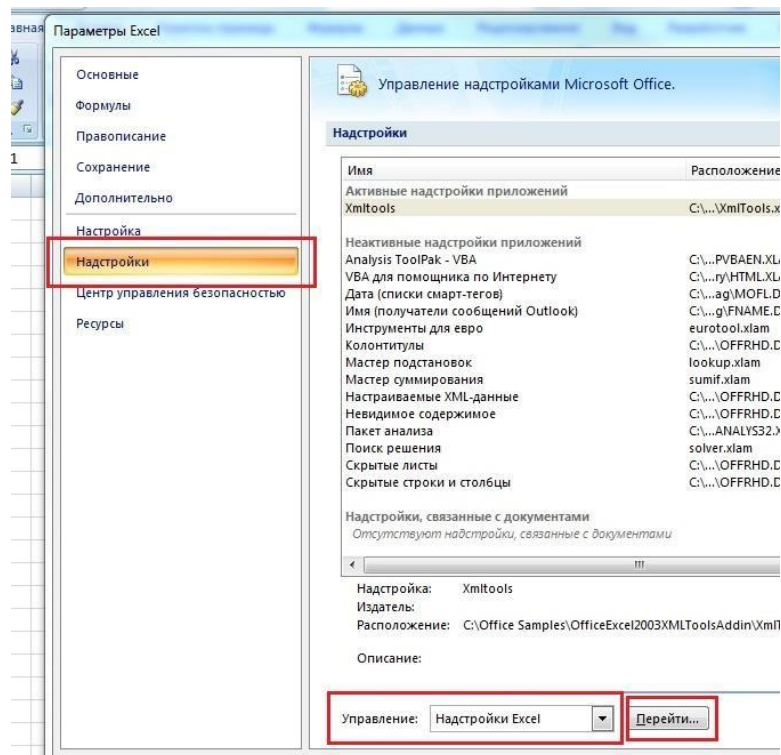 авная
Параметры Excel
1
Основные
Формулы
Правописание
Сохранение
Дополнительно
Настройка
Надстройки
Центр управления безопасностью
Ресурсы
Управление надстройками Microsoft Office.
Надстройки
Имя Расположение
Активные надстройки приложений
Xmltools C:\...\XmlTools.x
Неактивные надстройки приложений
Analysis ToolPak - VBA C:\...PVBAEN.XL
VBA для помощника по Интернету C:\...ry\HTML.XL
Дата (списки смарт-тегов) C:\...ag\MOFL.D
Имя (получатели сообщений Outlook) C:\...g\FNAME.D
Инструменты для евро eurotool.xlam
Колонтитулы C:\...\OFFRHD.D
Мастер подстановок lookup.xlam
Мастер суммирования sumif.xlam
Настраиваемые XML-данные C:\...\OFFRHD.D
Невидимое содержимое C:\...\OFFRHD.D
Пакет анализа C:\...ANALYS32.X
Поиск решения solver.xlam
Скрытые листы C:\...\OFFRHD.D
Скрытые строки и столбцы C:\...\OFFRHD.D
Надстройки, связанные с документами
Отсутствуют надстройки, связанные с документами
Надстройка: Xmltools
Издатель:
Расположение: C:\Office Samples\OfficeExcel2003XMLToolsAddin\XmlT
Описание:
Управление: Надстройки Excel Перейти...